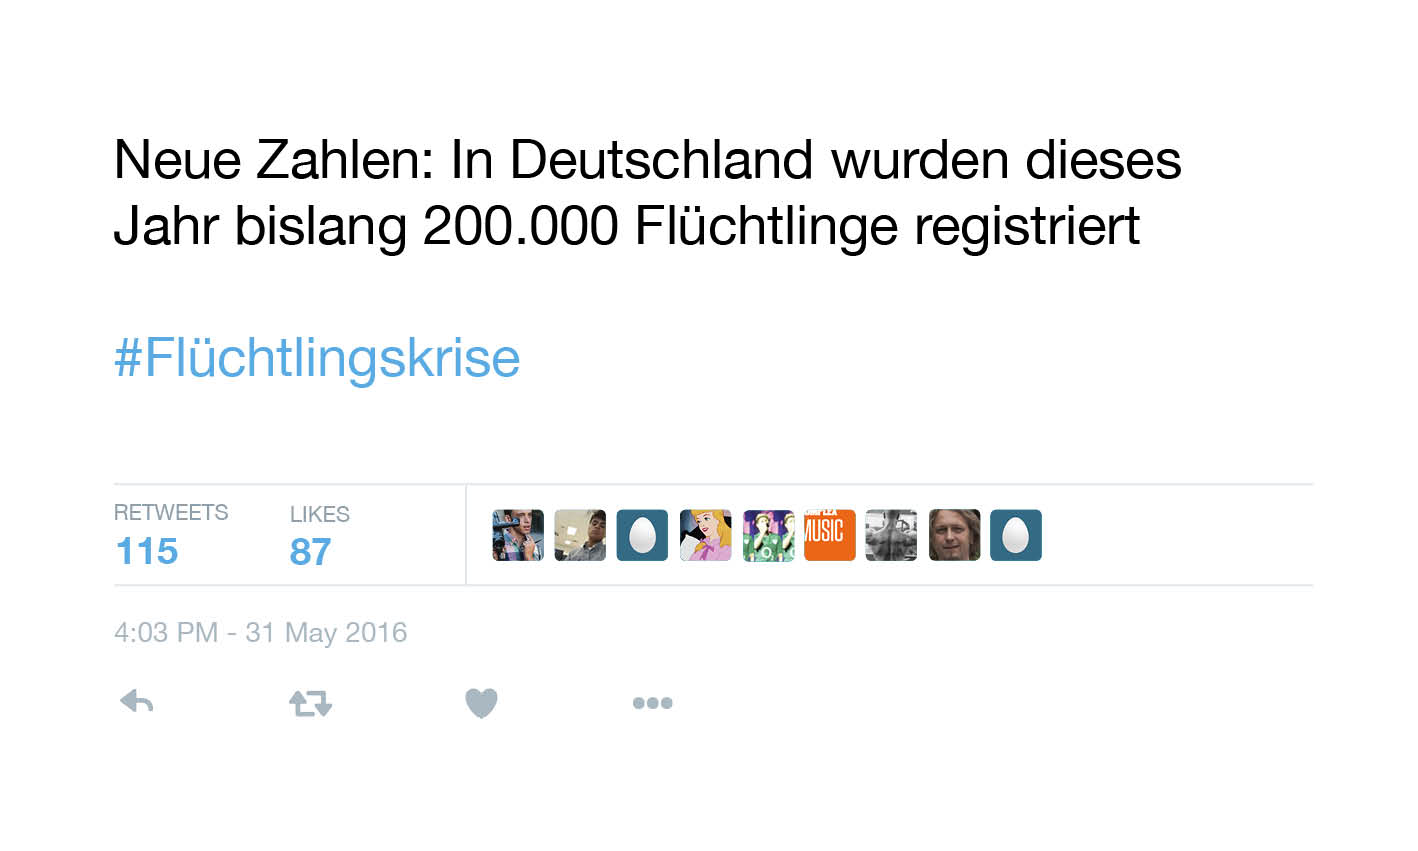 Neue Zahlen: In Deutschland wurden dieses
Jahr bislang 200.000 Flüchtlinge registriert
#Flüchtlingskrise
RETWEETS LIKES
115 87
MUSIC
4:03 PM - 31 May 2016